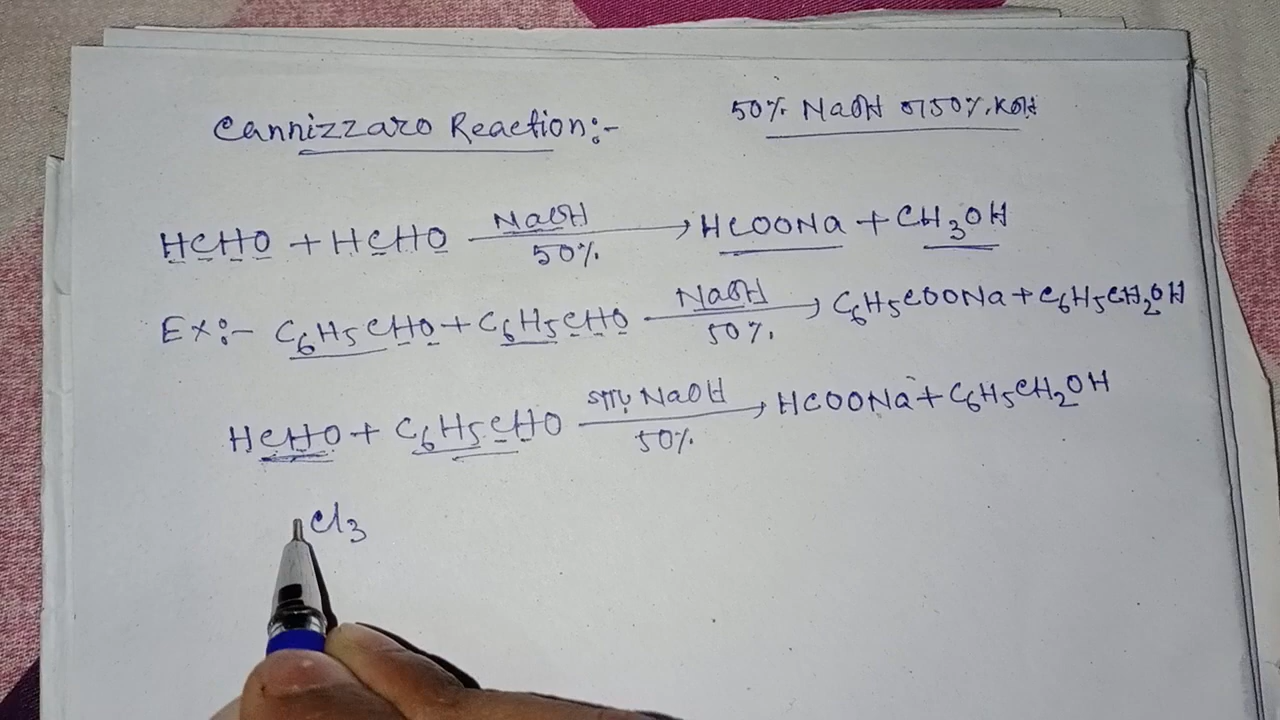 Cannizzaro Reaction:-
50% NaOH or 50% KOH
HCHO + HCHO NaOH 50% → HCOONa + CH3OH
Ex:- C6H5CHO + C6H5CHO NaOH 50% → C6H5COONa + C6H5CH2OH
HCHO + C6H5CHO सान्द्र NaOH 50% → HCOONa + C6H5CH2OH
Cl3